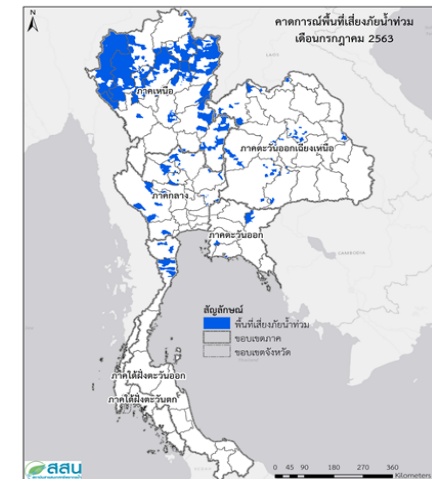 N
คาดการณ์พื้นที่เสี่ยงภัยน้ำท่วม
เดือนกรกฎาคม 2563
ภาคเหนือ
ภาคตะวันออกเฉียงเหนือ
ภาคกลาง
ภาคตะวันออก
สัญลักษณ์
พื้นที่เสี่ยงภัยน้ำท่วม
ขอบเขตภาค
ขอบเขตจังหวัด
ภาคใต้ฝั่งตะวันออก
ภาคใต้ฝั่งตะวันตก
สสน
0 45 90 180 270 360
Kilometers